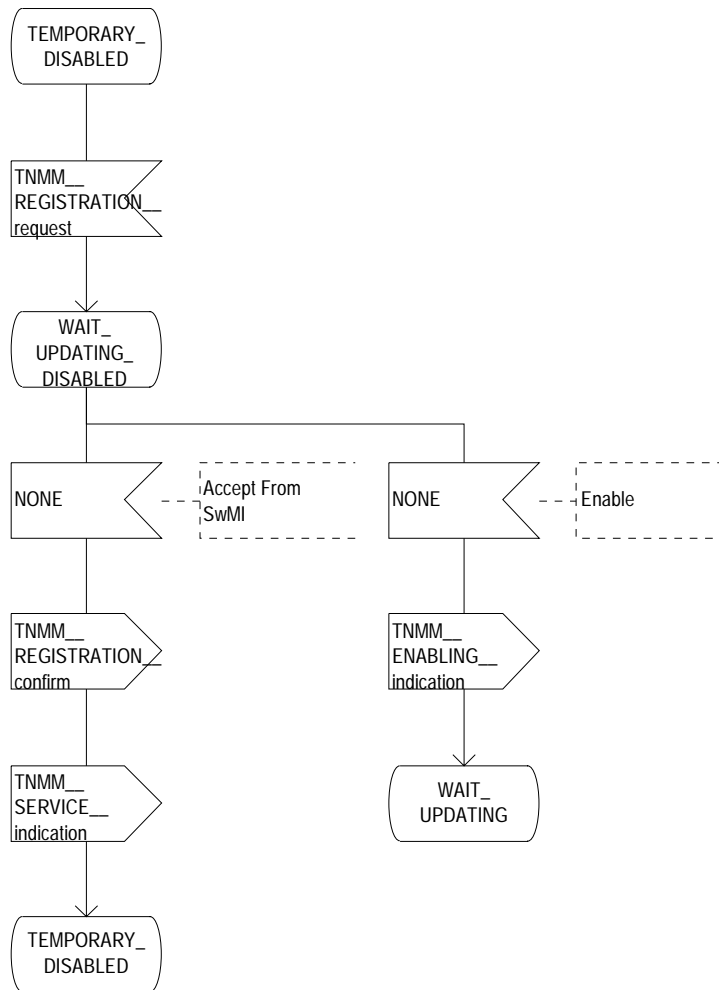 TEMPORARY_
DISABLED
TNMM__
REGISTRATION__
request
WAIT_
UPDATING_
DISABLED
NONE
Accept From
SwMI
NONE
Enable
TNMM__
REGISTRATION__
confirm
TNMM__
ENABLING__
indication
TNMM__
SERVICE__
indication
WAIT_
UPDATING
TEMPORARY_
DISABLED